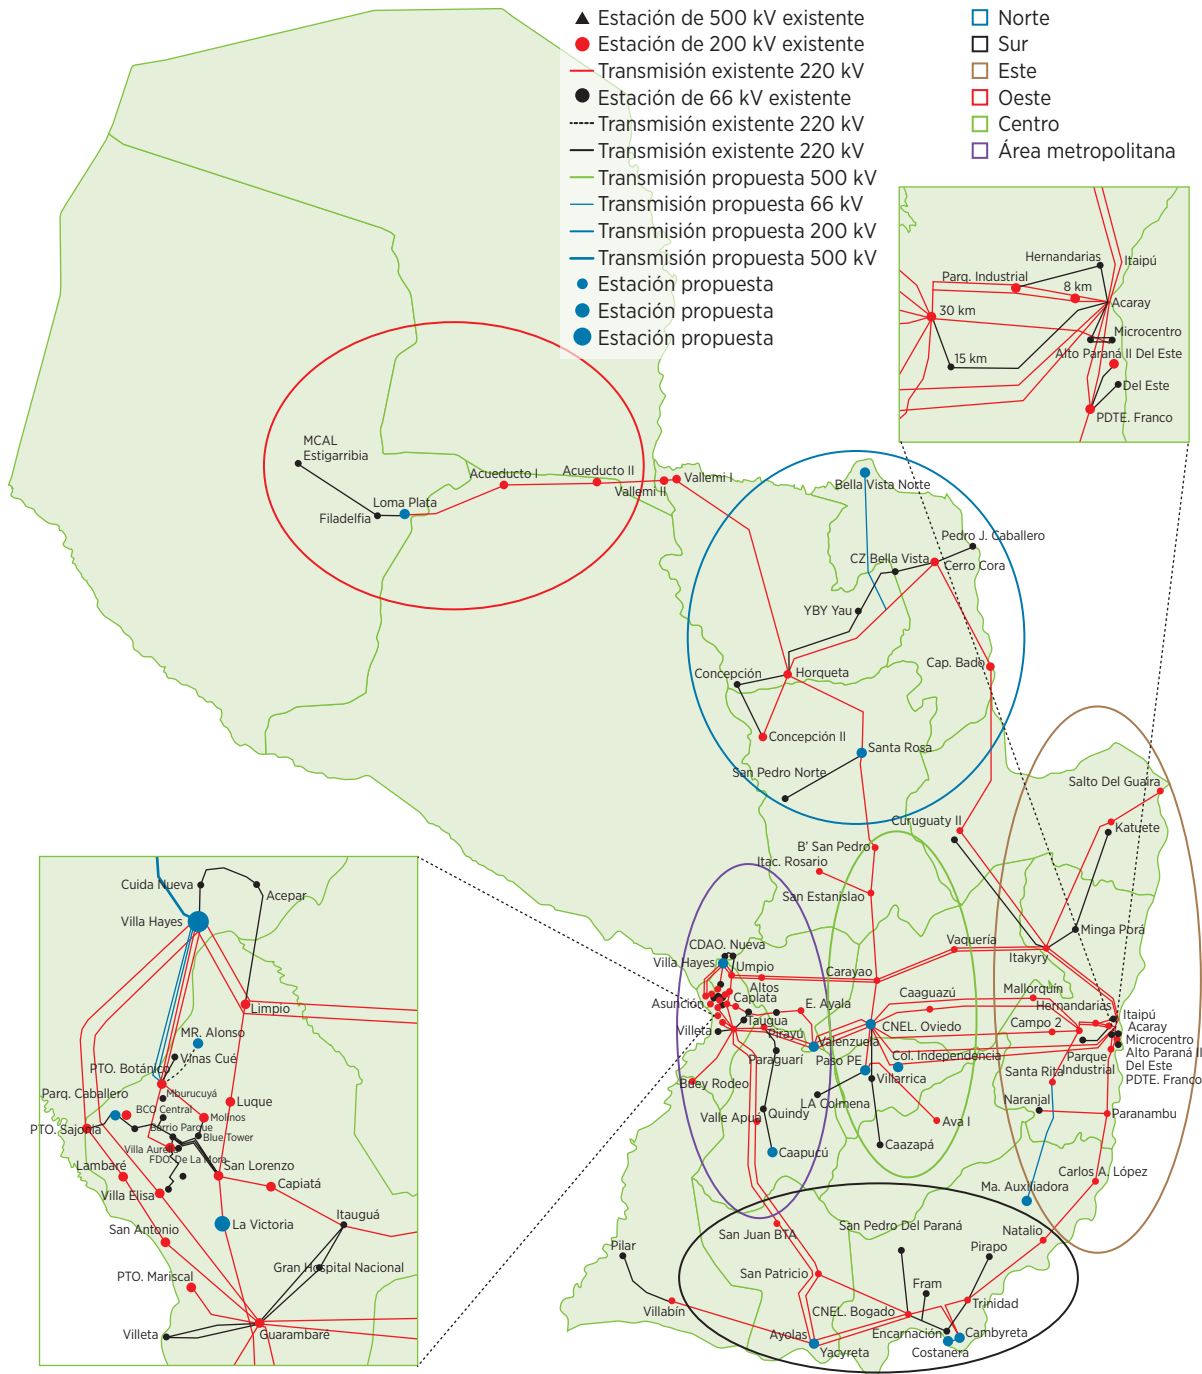 Estación de 500 kV existente
Estación de 200 kV existente
Transmisión existente 220 kV
Estación de 66 kV existente
Transmisión existente 220 kV
Transmisión existente 220 kV
Transmisión propuesta 500 kV
Transmisión propuesta 66 kV
Transmisión propuesta 200 kV
Transmisión propuesta 500 kV
Estación propuesta
Estación propuesta
Estación propuesta
Norte
Sur
Este
Oeste
Centro
Área metropolitana
Hernandarias
Itaipú
Parq. Industrial
8 km
Acaray
30 km
Microcentro
Alto Paraná II Del Este
15 km
Del Este
PDTE. Franco
MCAL
Estigarribia
Acueducto I
Acueducto II
Vallemi I
Vallemi II
Loma Plata
Filadelfia
Bella Vista Norte
Pedro J. Caballero
CZ Bella Vista
Cerro Cora
YBY Yau
Concepción
Horqueta
Cap. Bado
Concepción II
Santa Rosa
San Pedro Norte
Salto Del Guaira
Curuguaty II
Katuete
B' San Pedro
Itac. Rosario
San Estanislao
Minga Porá
Vaquería
Itakyry
CDAO. Nueva
Villa Hayes
Umpio
Carayao
Altos
Mallorquín
Caaguazú
Hernandarias
Asunción
Caplata
E. Ayala
Itaipú
Taugua
CNEL. Oviedo
Campo 2
Acaray
Villeta
Pirayú
Microcentro
Valenzuela
Alto Paraná II
Paraguarí
Paso PE
Col. Independencia
Parque
Industrial
Del Este
Santa Rita
PDTE. Franco
Buey Rodeo
Villarrica
LA Colmena
Naranjal
Valle Apuá
Quindy
Ava I
Paranambu
Caazapá
Caapucú
Carlos A. López
Ma. Auxiliadora
San Pedro Del Paraná
San Juan BTA
Natalio
Pilar
Pirapo
San Patricio
Fram
Villabín
CNEL. Bogado
Trinidad
Ayolas
Encarnación
Cambyreta
Yacyreta
Costanera
Cuida Nueva
Acepar
Villa Hayes
Limpio
MR. Alonso
Vinas Cué
PTO. Botánico
Parq. Caballero
Mburucuyá
Luque
BCO Central
Molinos
PTO. Sajonia
Barrio Parque
Blue Tower
Villa Aurelia
FDO. De La Mora
Lambaré
San Lorenzo
Villa Elisa
Capiatá
San Antonio
La Victoria
Itauguá
PTO. Mariscal
Gran Hospital Nacional
Villeta
Guarambaré